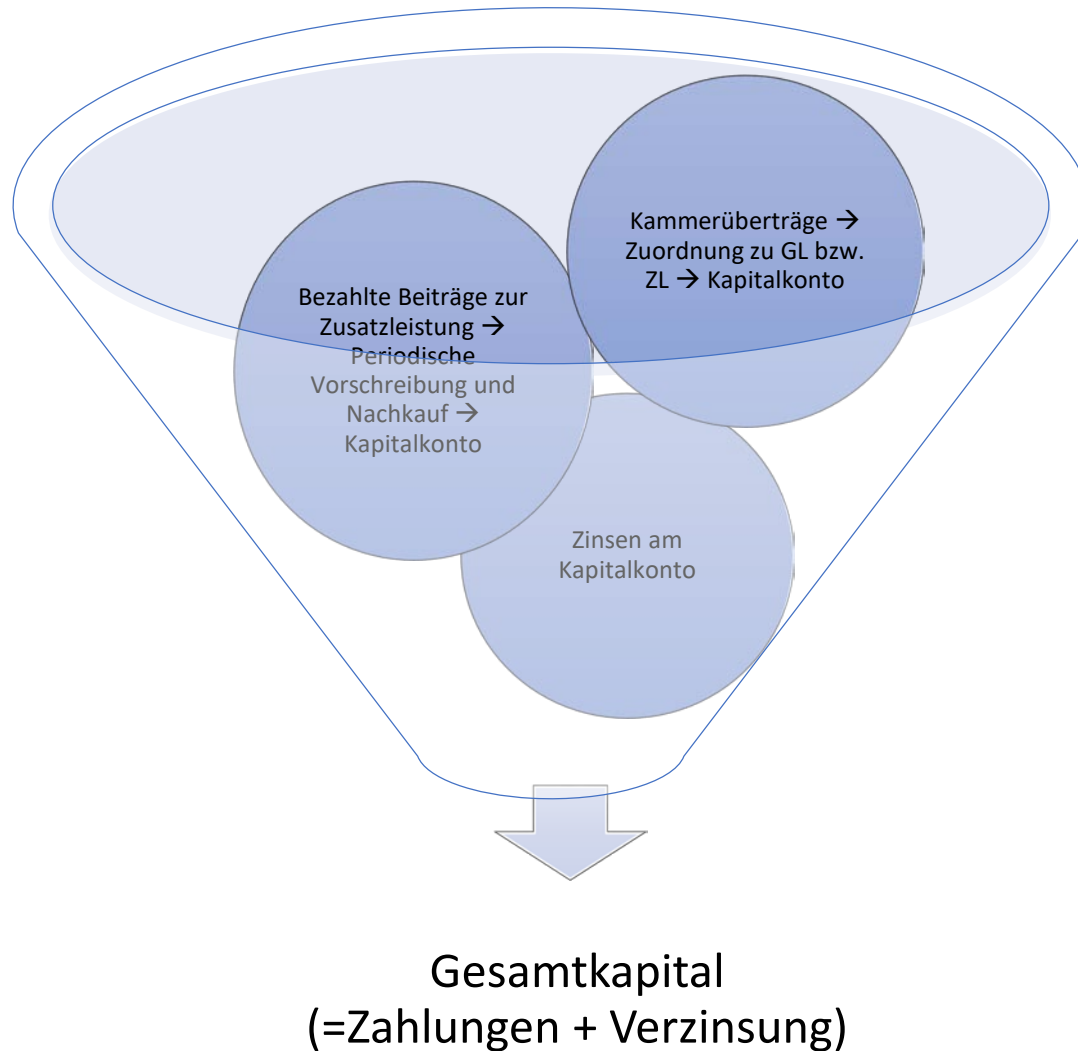 Kammerüberträge →
Zuordnung zu GL bzw.
ZL → Kapitalkonto
Bezahlte Beiträge zur
Zusatzleistung →
Periodische
Vorschreibung und
Nachkauf →
Kapitalkonto
Zinsen am
Kapitalkonto
Gesamtkapital
(=Zahlungen + Verzinsung)